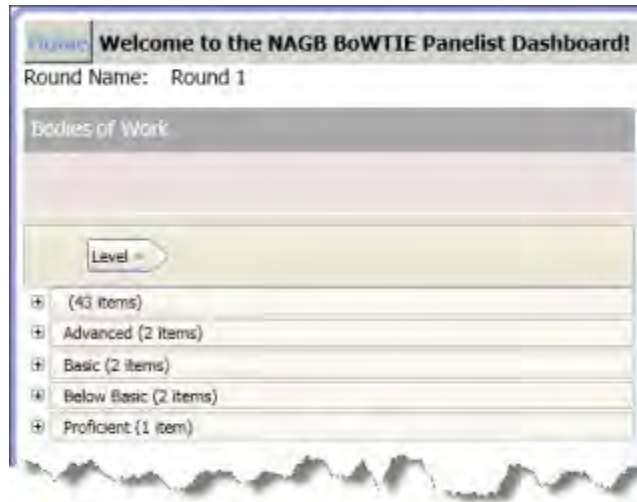 Home Welcome to the NAGB BoWTIE Panelist Dashboard!
Round Name: Round 1
Bodies of Work
Level
(43 items)
Advanced (2 items)
Basic (2 items)
Below Basic (2 items)
Proficient (1 item)